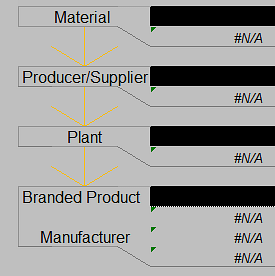 Material
#N/A
Producer/Supplier
#N/A
Plant
#N/A
Branded Product
#N/A
Manufacturer #N/A
#N/A